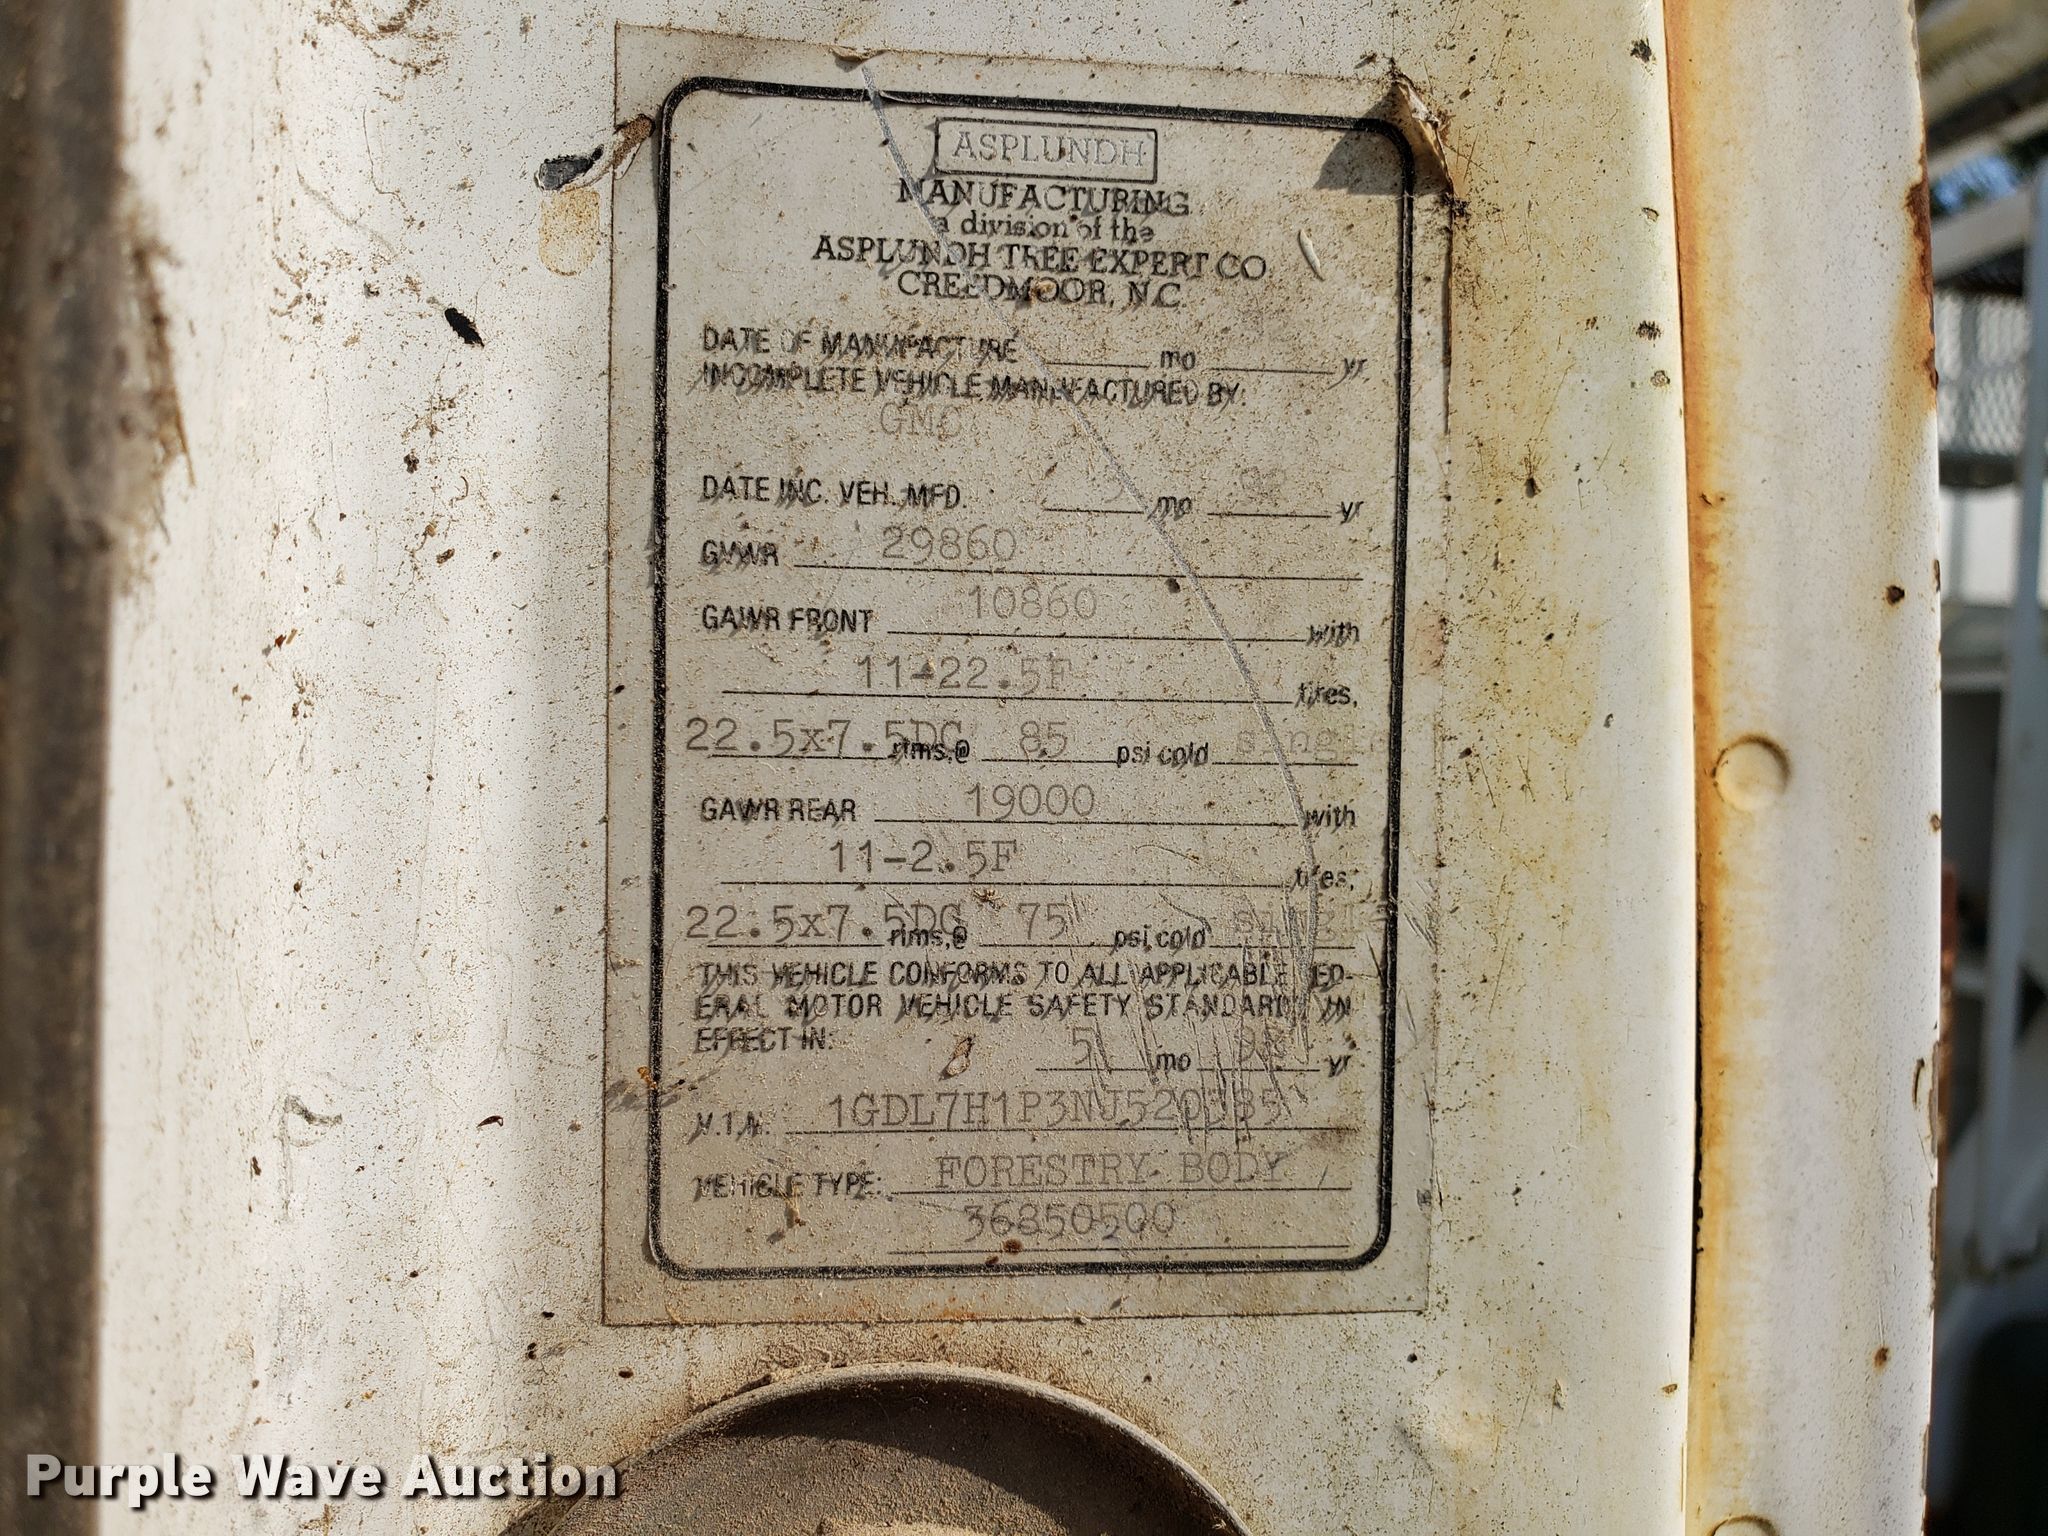 ASPLUNDH
MANUFACTURING
a division of the
ASPLUNDH TREE EXPERT CO
CREEDMOOR, N.C.
DATE OF MANUFACTURE mo yr
INCOMPLETE VEHICLE MANUFACTURED BY:
GMC
DATE INC. VEH. MFD. mo yr
GVWR 29860
GAWR FRONT 10860 with
11-22.5F tires,
22.5x7.5DC rims,@ 85 psi cold single
GAWR REAR 19000 with
11-2.5F tires,
22.5x7.5DC rims,@ 75 psi cold single
THIS VEHICLE CONFORMS TO ALL APPLICABLE FED-
ERAL MOTOR VEHICLE SAFETY STANDARDS IN
EFFECT IN: 5 mo yr
V.I.N.
VEHICLE TYPE: FORESTRY BODY
36850500
Purple Wave Auction